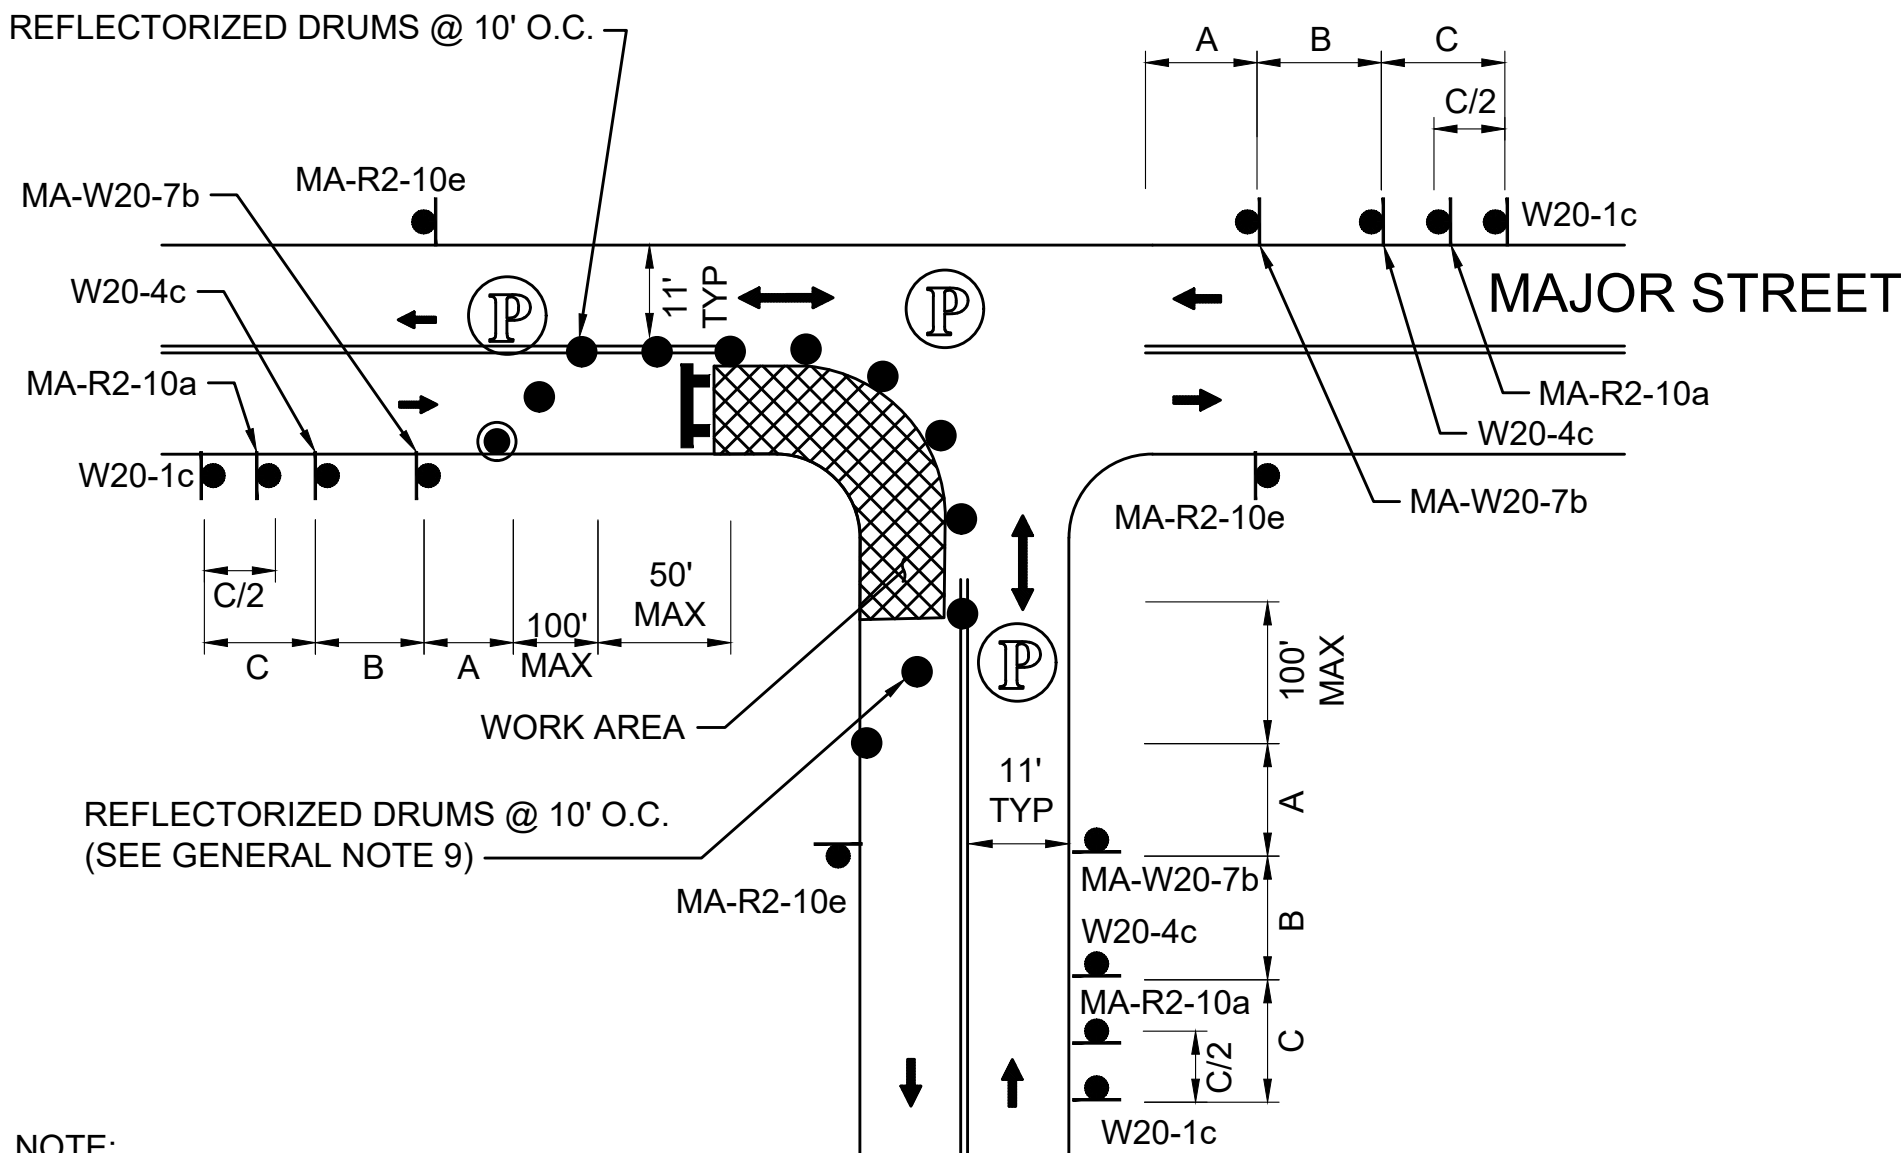 REFLECTORIZED DRUMS @ 10' O.C.
A
B
C
C/2
MA-R2-10e
MA-W20-7b
W20-1c
W20-4c
11'
TYP
P
P
MAJOR STREET
MA-R2-10a
MA-R2-10a
W20-4c
W20-1c
MA-W20-7b
MA-R2-10e
C/2
50'
MAX
100'
MAX
C
B
A
P
100'
MAX
WORK AREA
11'
TYP
A
REFLECTORIZED DRUMS @ 10' O.C.
(SEE GENERAL NOTE 9)
MA-R2-10e
MA-W20-7b
B
W20-4c
MA-R2-10a
C
C/2
W20-1c
NOTE: